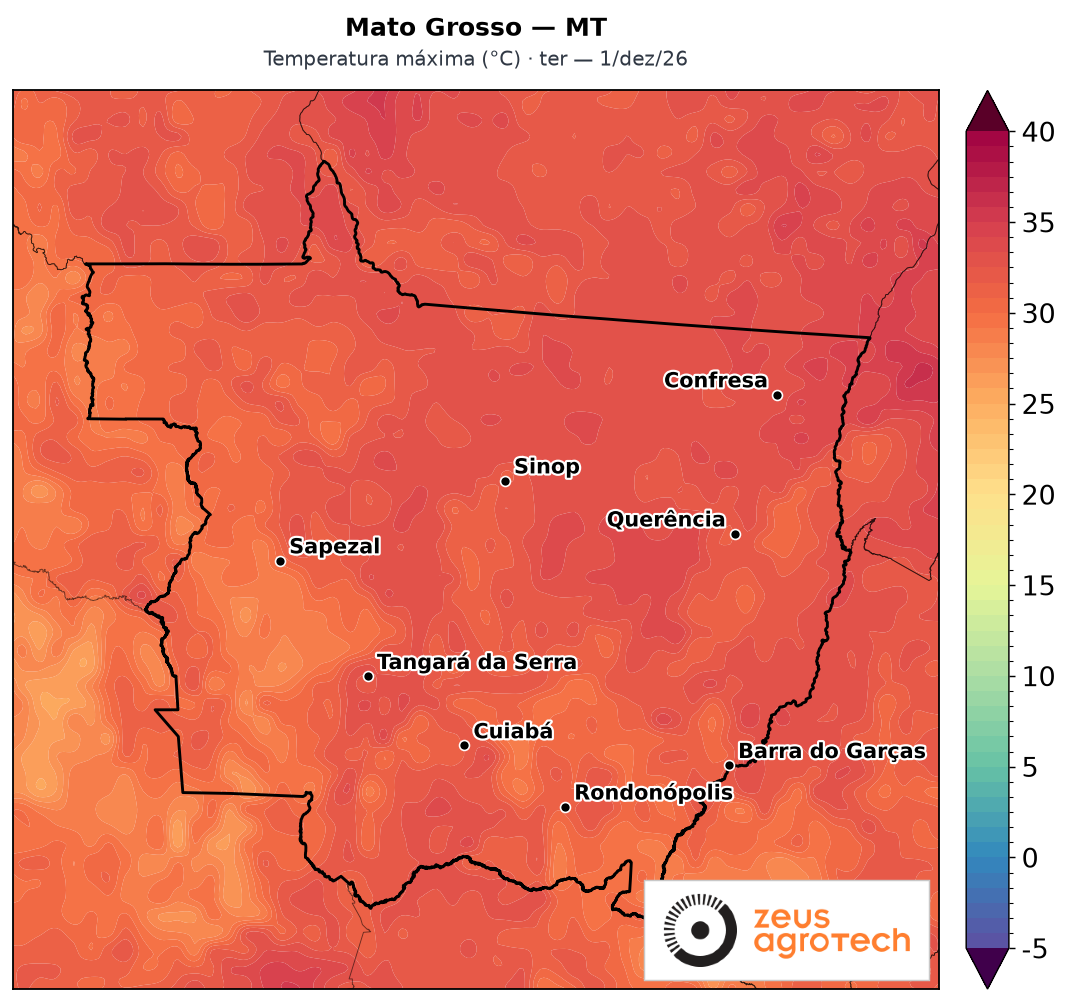 Mato Grosso — MT
Temperatura máxima (°C) · ter — 1/dez/26
40
35
30
25
20
15
10
5
0
-5
Confresa
Sinop
Querência
Sapezal
Tangará da Serra
Cuiabá
Barra do Garças
Rondonópolis
zeus
agrotech